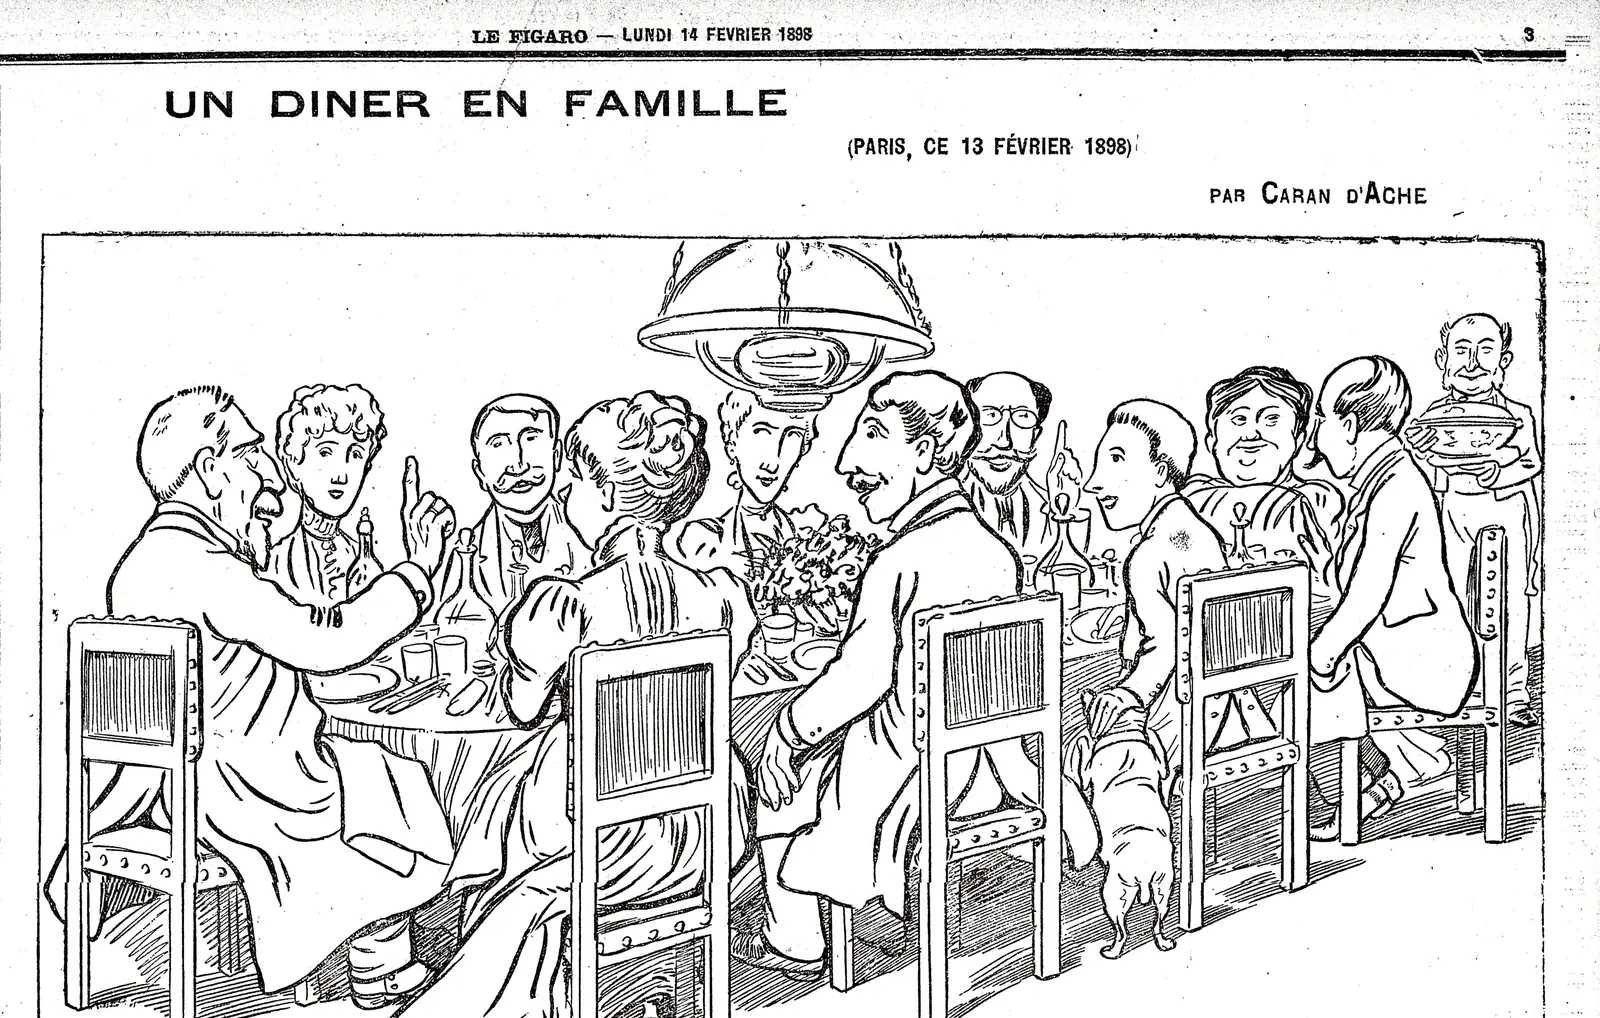 LE FIGARO — LUNDI 14 FEVRIER 1898
3
UN DINER EN FAMILLE
(PARIS, CE 13 FÉVRIER 1898)
PAR CARAN D'ACHE